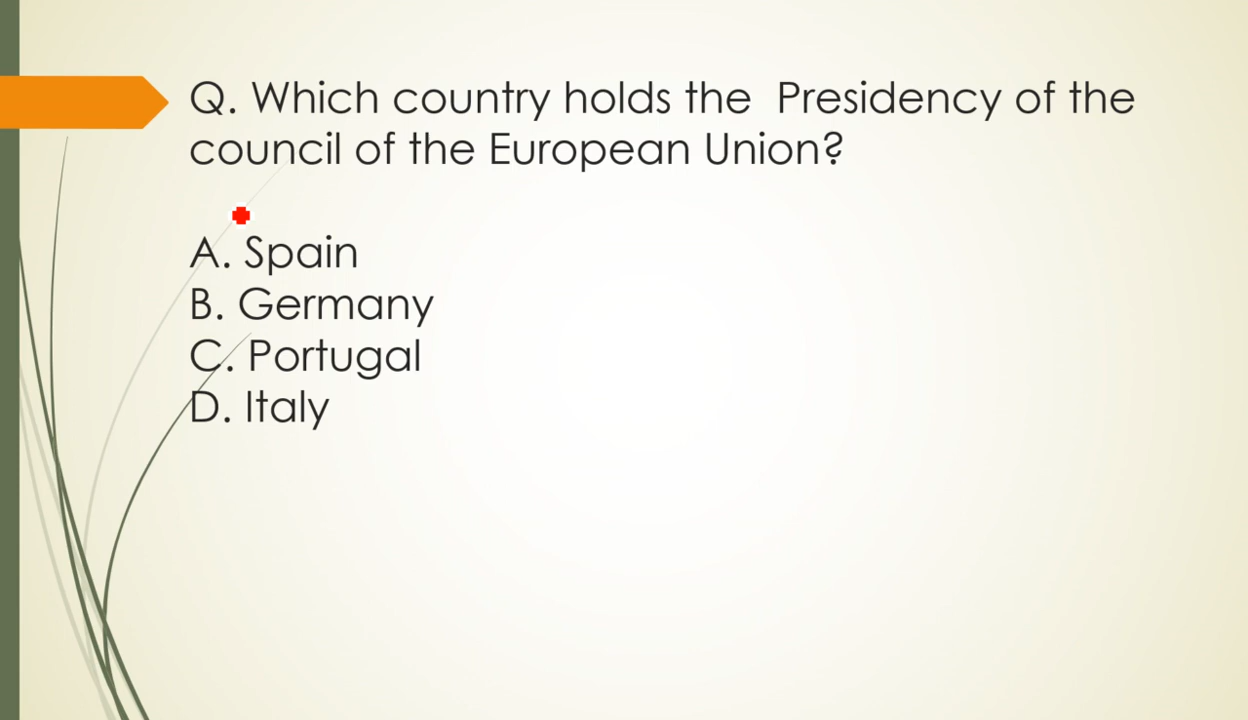 Q. Which country holds the  Presidency of the
council of the European Union?
A. Spain
B. Germany
C. Portugal
D. Italy